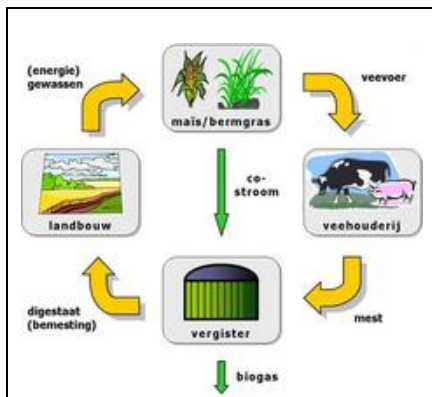 (energie)
gewassen
veevoer
maïs/bermgras
co-
stroom
landbouw
veehouderij
digestaat
(bemesting)
vergister
mest
biogas